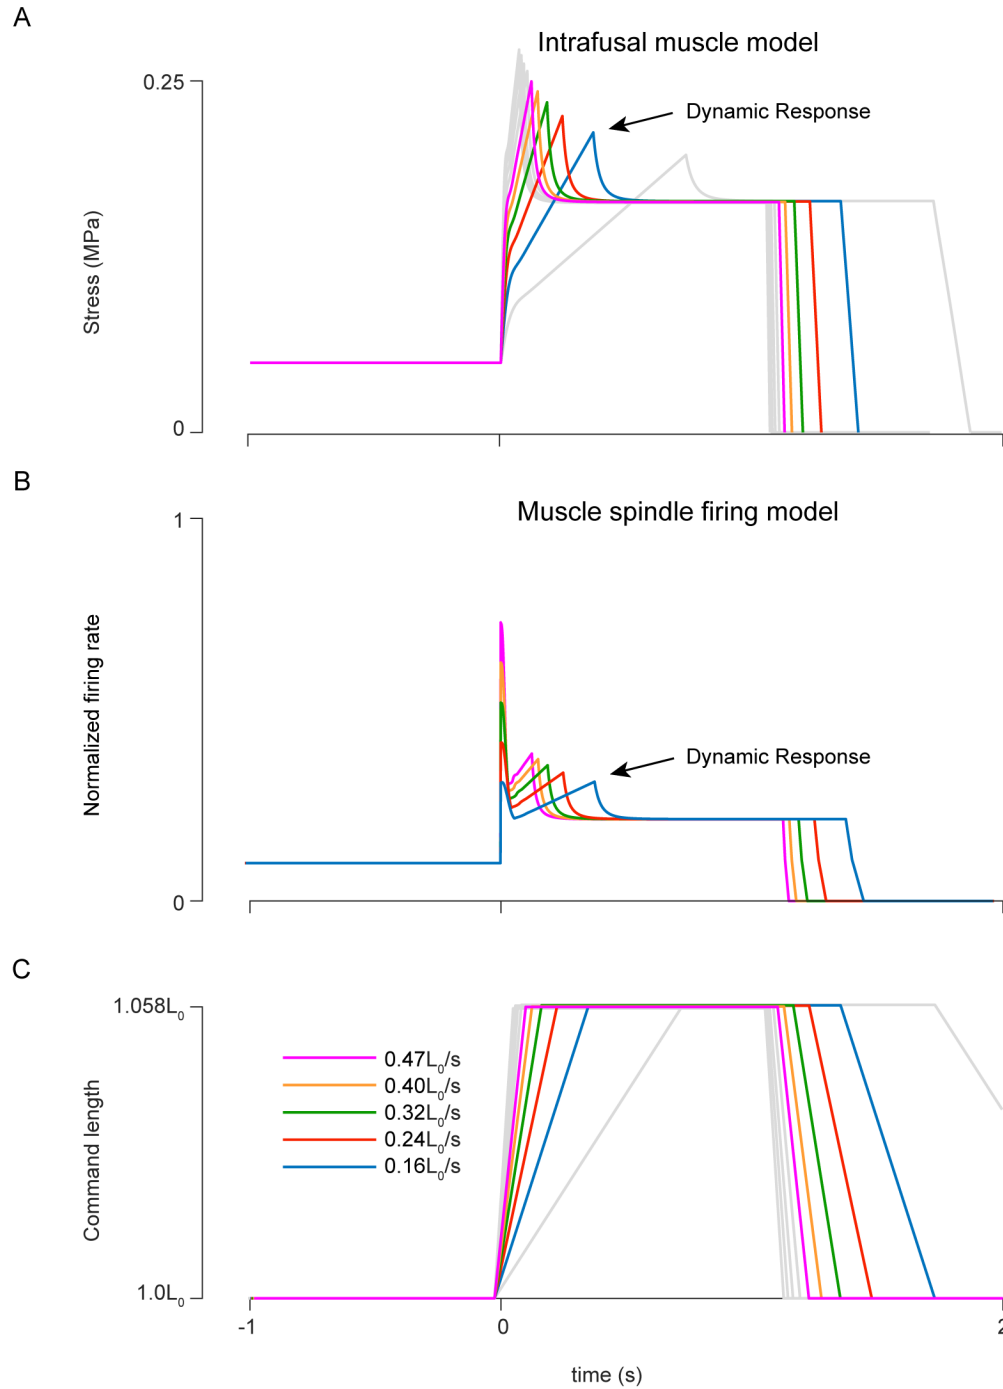 A
Intrafusal muscle model
0.25
Dynamic Response
Stress (MPa)
0
B
Muscle spindle firing model
1
Normalized firing rate
Dynamic Response
0
C
1.058L₀
0.47L₀/s
0.40L₀/s
0.32L₀/s
0.24L₀/s
0.16L₀/s
Command length
1.0L₀
-1 0 2
time (s)